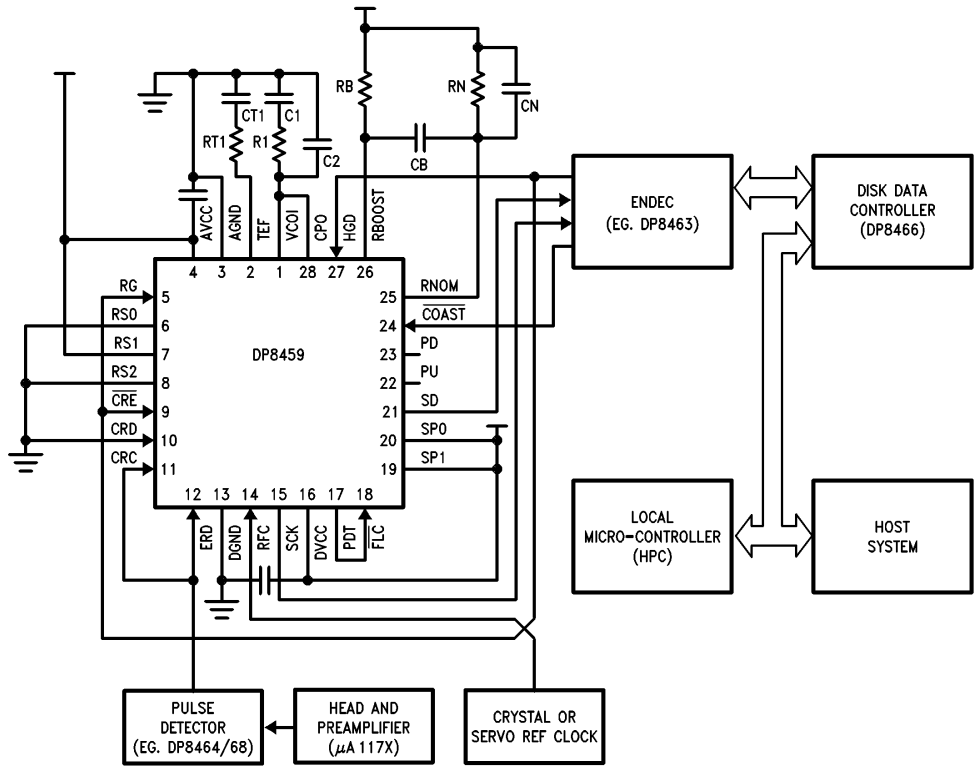 RB
RN
CN
CB
CT1
C1
RT1
R1
C2
AVCC
AGND
TEF
VCOI
CPO
HGD
RBOOST
4
3
2
1
28
27
26
RG
5
RS0
6
RS1
7
RS2
8
CRE
9
CRD
10
CRC
11
DP8459
25
RNOM
24
COAST
23
PD
22
PU
21
SD
20
SP0
19
SP1
12
13
14
15
16
17
18
ERD
DGND
RFC
SCK
DVCC
PDT
FLC
ENDEC
(EG. DP8463)
DISK DATA
CONTROLLER
(DP8466)
LOCAL
MICRO-CONTROLLER
(HPC)
HOST
SYSTEM
PULSE
DETECTOR
(EG. DP8464/68)
HEAD AND
PREAMPLIFIER
(μA 117X)
CRYSTAL OR
SERVO REF CLOCK